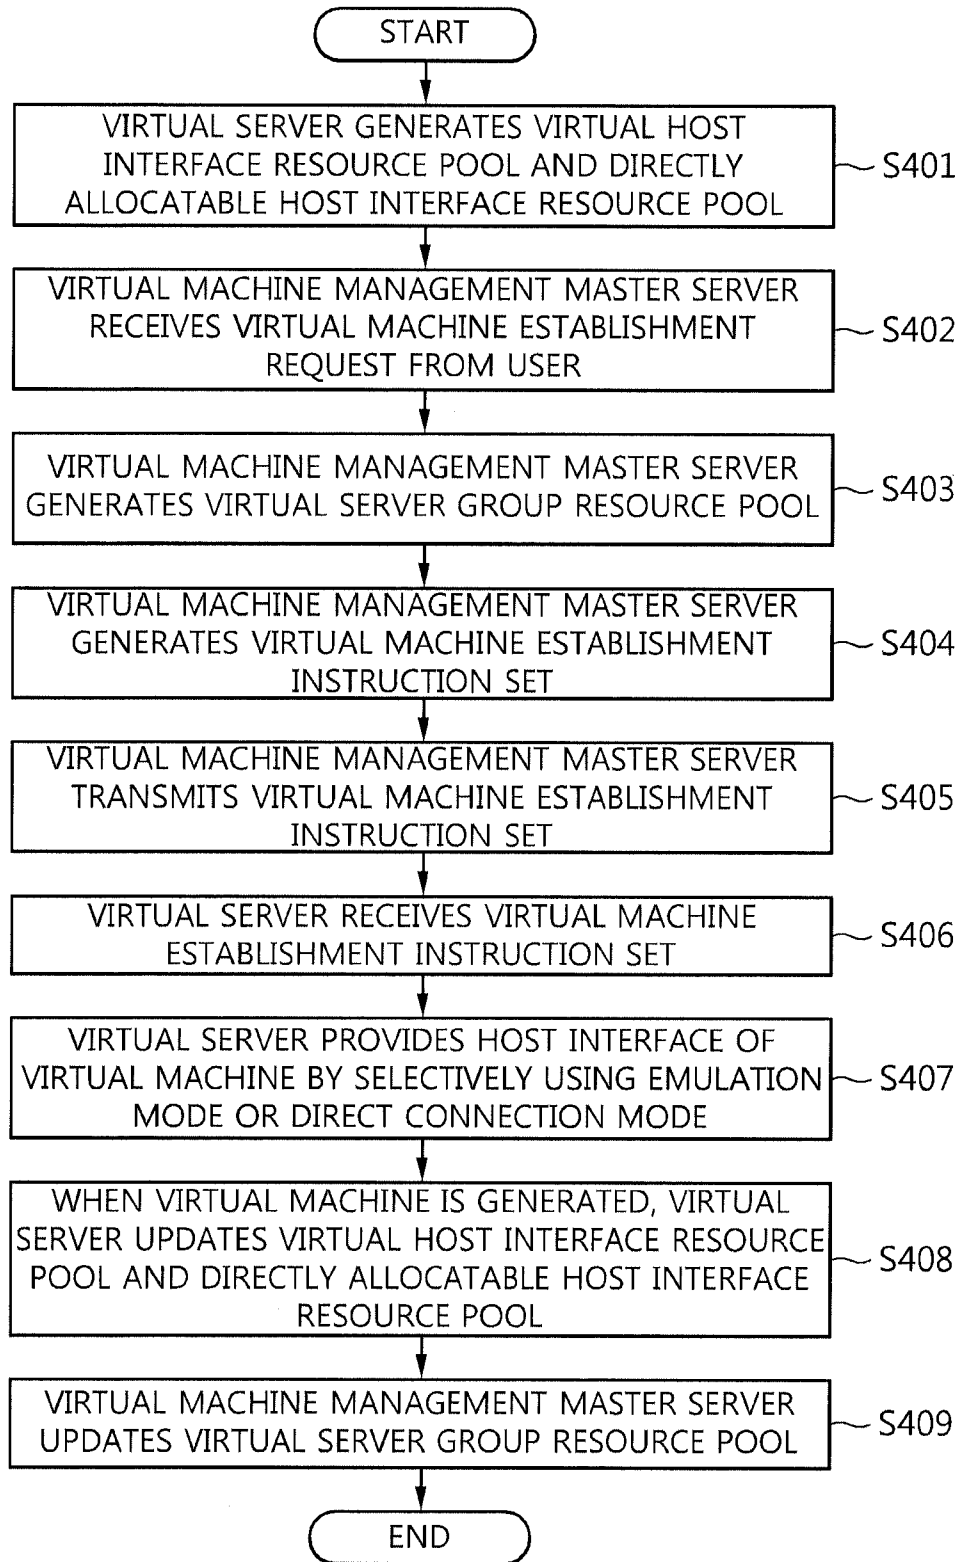 START
VIRTUAL SERVER GENERATES VIRTUAL HOST
INTERFACE RESOURCE POOL AND DIRECTLY
ALLOCATABLE HOST INTERFACE RESOURCE POOL
S401
VIRTUAL MACHINE MANAGEMENT MASTER SERVER
RECEIVES VIRTUAL MACHINE ESTABLISHMENT
REQUEST FROM USER
S402
VIRTUAL MACHINE MANAGEMENT MASTER SERVER
GENERATES VIRTUAL SERVER GROUP RESOURCE POOL
S403
VIRTUAL MACHINE MANAGEMENT MASTER SERVER
GENERATES VIRTUAL MACHINE ESTABLISHMENT
INSTRUCTION SET
S404
VIRTUAL MACHINE MANAGEMENT MASTER SERVER
TRANSMITS VIRTUAL MACHINE ESTABLISHMENT
INSTRUCTION SET
S405
VIRTUAL SERVER RECEIVES VIRTUAL MACHINE
ESTABLISHMENT INSTRUCTION SET
S406
VIRTUAL SERVER PROVIDES HOST INTERFACE OF
VIRTUAL MACHINE BY SELECTIVELY USING EMULATION
MODE OR DIRECT CONNECTION MODE
S407
WHEN VIRTUAL MACHINE IS GENERATED, VIRTUAL
SERVER UPDATES VIRTUAL HOST INTERFACE RESOURCE
POOL AND DIRECTLY ALLOCATABLE HOST INTERFACE
RESOURCE POOL
S408
VIRTUAL MACHINE MANAGEMENT MASTER SERVER
UPDATES VIRTUAL SERVER GROUP RESOURCE POOL
S409
END